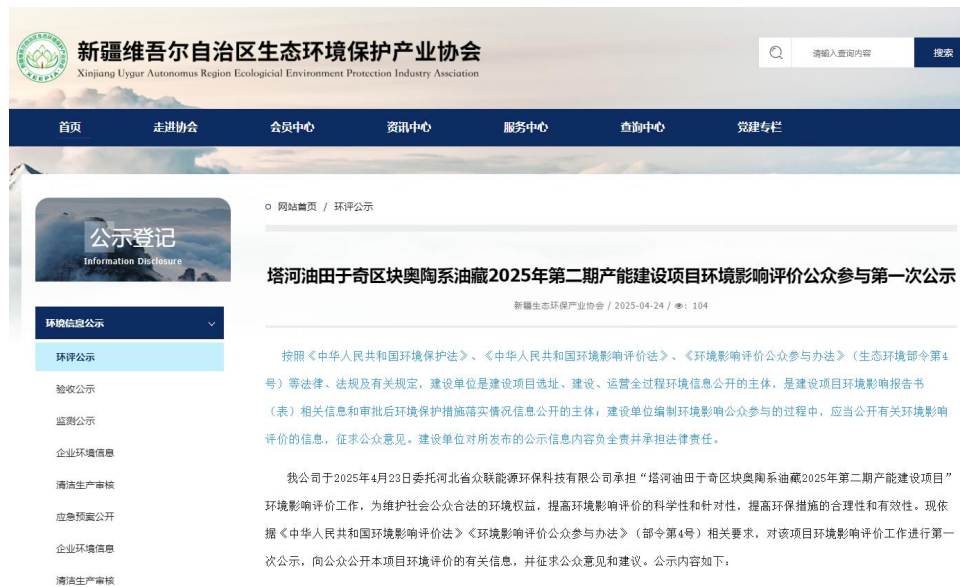 新疆维吾尔自治区生态环境保护产业协会
Xinjiang Uygur Autonomus Region Ecologicial Environment Protection Industry Assciation
请输入查询内容
搜索
首页
走进协会
会员中心
资讯中心
服务中心
查询中心
党建专栏
网站首页 / 环评公示
公示登记
Information Disclosure
塔河油田于奇区块奥陶系油藏2025年第二期产能建设项目环境影响评价公众参与第一次公示
新疆生态环保产业协会 / 2025-04-24 / : 104
环境信息公示
环评公示
验收公示
监测公示
企业环境信息
清洁生产审核
应急预案公开
企业环境信息
清洁生产审核
按照《中华人民共和国环境保护法》、《中华人民共和国环境影响评价法》、《环境影响评价公众参与办法》（生态环境部令第4
号）等法律、法规及有关规定，建设单位是建设项目选址、建设、运营全过程环境信息公开的主体，是建设项目环境影响报告书
（表）相关信息和审批后环境保护措施落实情况信息公开的主体；建设单位编制环境影响公众参与的过程中，应当公开有关环境影响
评价的信息，征求公众意见。建设单位对所发布的公示信息内容负全责并承担法律责任。
我公司于2025年4月23日委托河北省众联能源环保科技有限公司承担“塔河油田于奇区块奥陶系油藏2025年第二期产能建设项目”
环境影响评价工作，为维护社会公众合法的环境权益，提高环境影响评价的科学性和针对性，提高环保措施的合理性和有效性。现依
据《中华人民共和国环境影响评价法》《环境影响评价公众参与办法》（部令第4号）相关要求，对该项目环境影响评价工作进行第一
次公示，向公众公开本项目环境评价的有关信息，并征求公众意见和建议。公示内容如下：